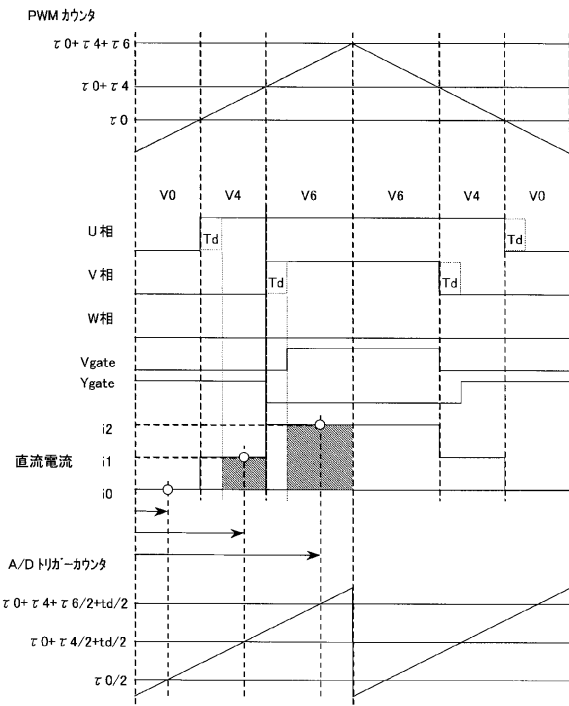 PWM カウンタ
τ0+τ4+τ6
τ0+τ4
τ0
V0 V4 V6 V6 V4 V0
U相 Td Td
V相 Td Td
W相
Vgate
Ygate
i2
直流電流 i1
i0
A/Dトリガーカウンタ
τ0+τ4+τ6/2+td/2
τ0+τ4/2+td/2
τ0/2